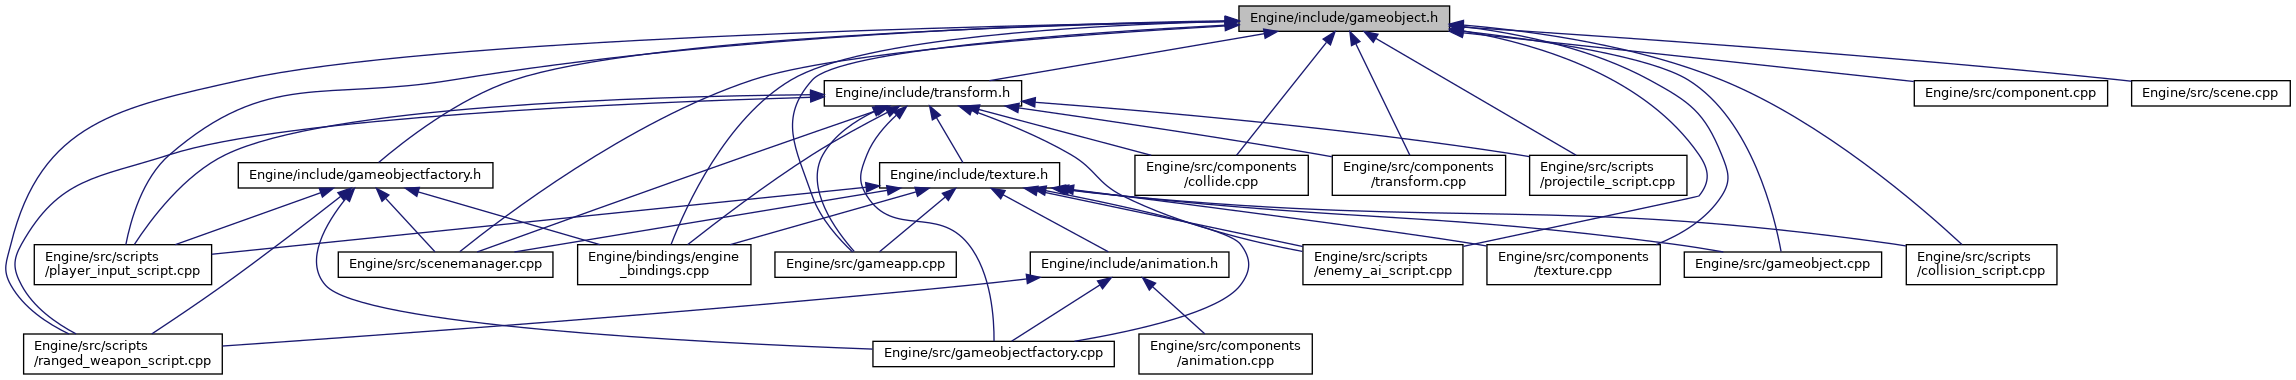 Engine/include/gameobject.h
Engine/include/transform.h
Engine/src/component.cpp
Engine/src/scene.cpp
Engine/include/gameobjectfactory.h
Engine/include/texture.h
Engine/src/components
/collide.cpp
Engine/src/components
/transform.cpp
Engine/src/scripts
/projectile_script.cpp
Engine/src/scripts
/player_input_script.cpp
Engine/src/scenemanager.cpp
Engine/bindings/engine
_bindings.cpp
Engine/src/gameapp.cpp
Engine/include/animation.h
Engine/src/scripts
/enemy_ai_script.cpp
Engine/src/components
/texture.cpp
Engine/src/gameobject.cpp
Engine/src/scripts
/collision_script.cpp
Engine/src/scripts
/ranged_weapon_script.cpp
Engine/src/gameobjectfactory.cpp
Engine/src/components
/animation.cpp